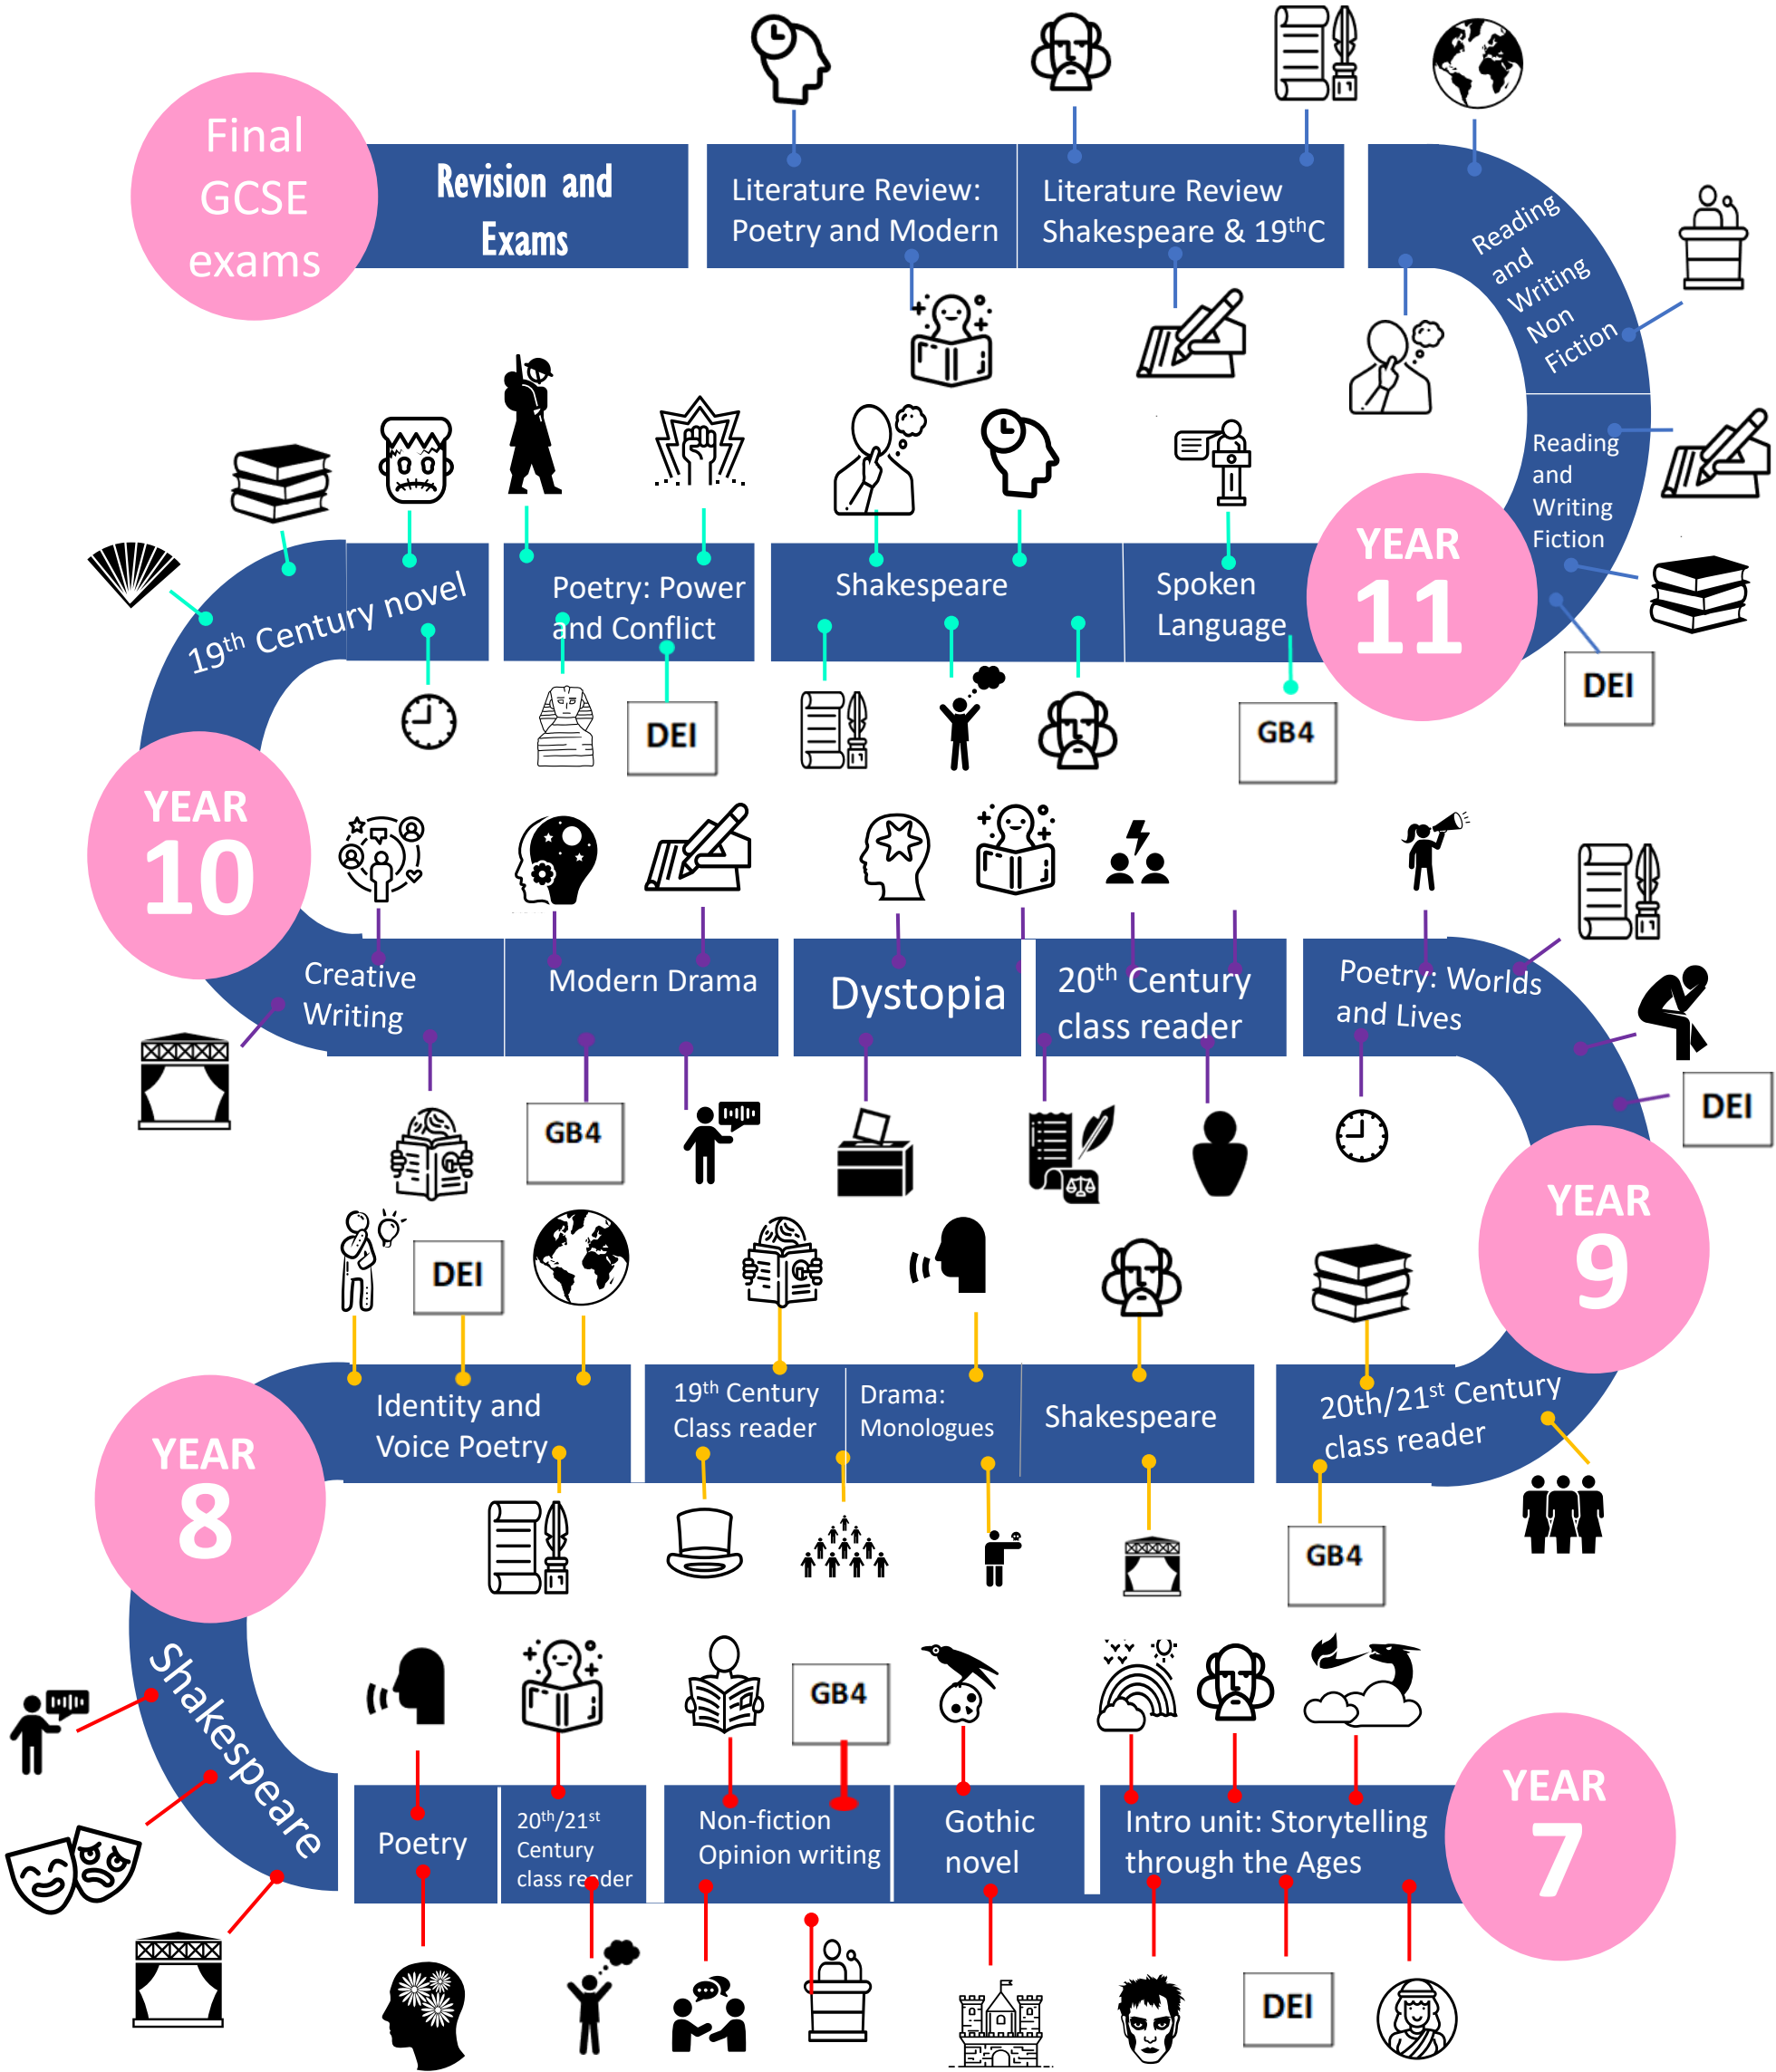 Final
GCSE
exams
Revision and
Exams
Literature Review:
Poetry and Modern
Literature Review
Shakespeare & 19thC
Reading
and
Writing
Non
Fiction
Reading
and
Writing
Fiction
DEI
YEAR
11
Spoken
Language
GB4
Shakespeare
Poetry: Power
and Conflict
DEI
19th Century novel
YEAR
10
Creative
Writing
Modern Drama
GB4
Dystopia
20th Century
class reader
Poetry: Worlds
and Lives
DEI
YEAR
9
20th/21st Century
class reader
GB4
Shakespeare
Drama:
Monologues
19th Century
Class reader
Identity and
Voice Poetry
DEI
YEAR
8
Shakespeare
Poetry
20th/21st
Century
class reader
Non-fiction
Opinion writing
GB4
Gothic
novel
Intro unit: Storytelling
through the Ages
DEI
YEAR
7